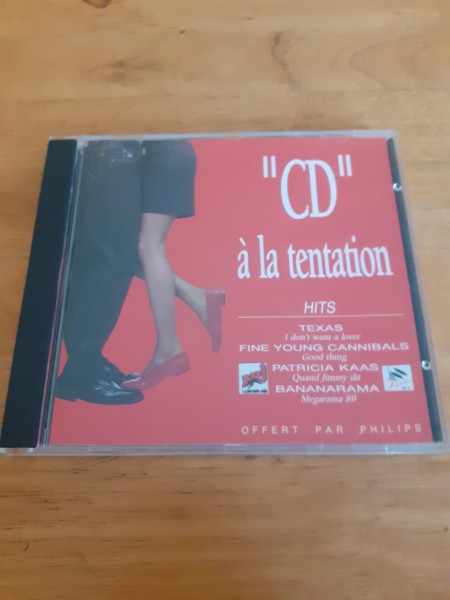 "CD"
à la tentation
HITS
TEXAS
I don't want a lover
FINE YOUNG CANNIBALS
Good thing
PATRICIA KAAS
Quand Jimmy dit
BANANARAMA
Megarama 89
OFFERT PAR PHILIPS